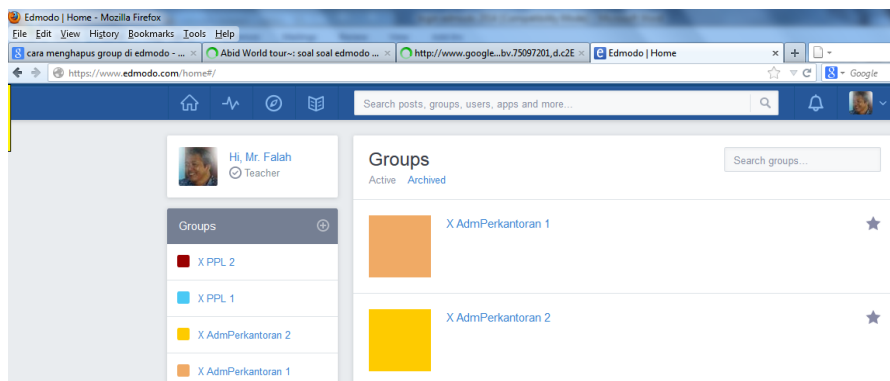 Edmodo | Home - Mozilla Firefox
File Edit View History Bookmarks Tools Help
cara menghapus group di edmodo - ... × Abid World tour~: soal soal edmodo ... × http://www.google...bv.75097201,d.c2E × Edmodo | Home ×
https://www.edmodo.com/home#/ Google
Search posts, groups, users, apps and more...
Hi, Mr. Falah
Teacher
Groups
X PPL 2
X PPL 1
X AdmPerkantoran 2
X AdmPerkantoran 1
Groups Search groups...
Active Archived
X AdmPerkantoran 1
X AdmPerkantoran 2